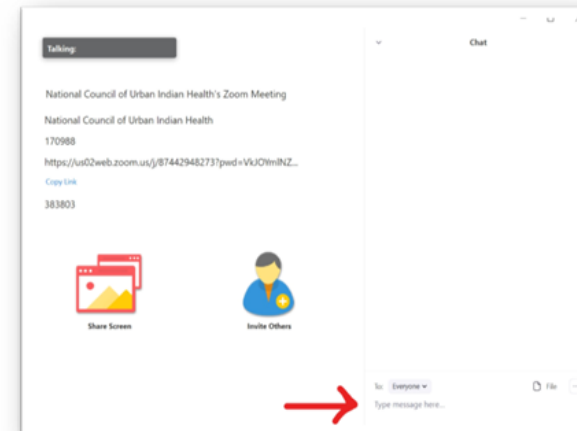 Talking:
National Council of Urban Indian Health's Zoom Meeting
National Council of Urban Indian Health
170988
https://us02web.zoom.us/j/87442948273?pwd=VkJOYmlNZ...
Copy Link
383803
Share Screen
Invite Others
Chat
To: Everyone
File
Type message here...